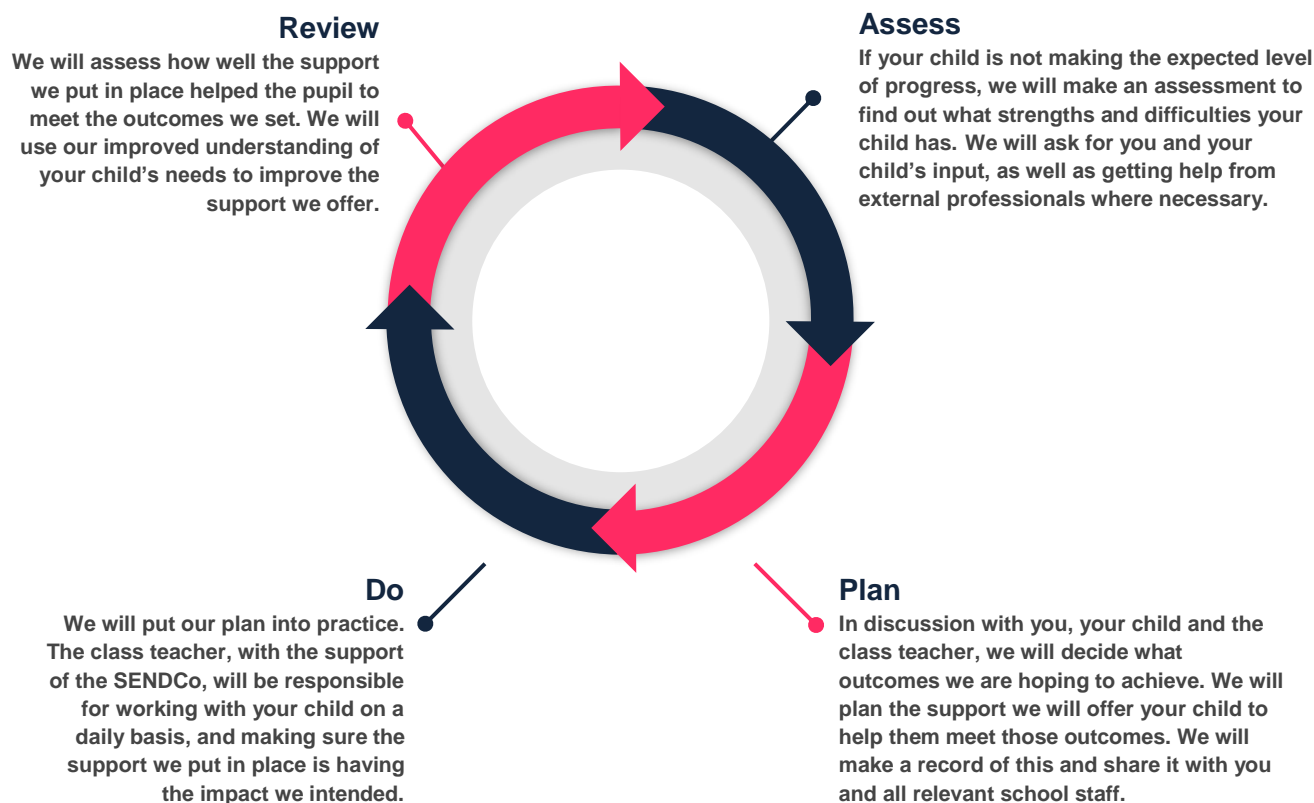 Review
We will assess how well the support
we put in place helped the pupil to
meet the outcomes we set. We will
use our improved understanding of
your child’s needs to improve the
support we offer.
Assess
If your child is not making the expected level
of progress, we will make an assessment to
find out what strengths and difficulties your
child has. We will ask for you and your
child’s input, as well as getting help from
external professionals where necessary.
Do
We will put our plan into practice.
The class teacher, with the support
of the SENDCo, will be responsible
for working with your child on a
daily basis, and making sure the
support we put in place is having
the impact we intended.
Plan
In discussion with you, your child and the
class teacher, we will decide what
outcomes we are hoping to achieve. We will
plan the support we will offer your child to
help them meet those outcomes. We will
make a record of this and share it with you
and all relevant school staff.